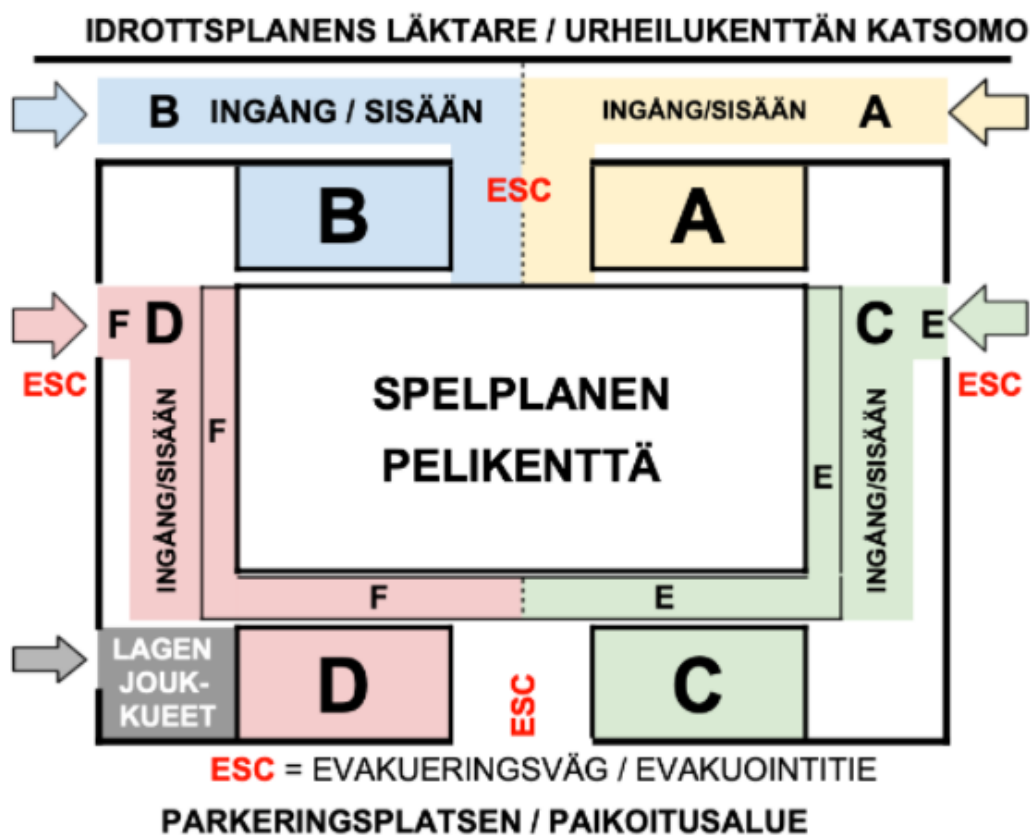 IDROTTSPLANENS LÄKTARE / URHEILUKENTTÄN KATSOMO
B INGÅNG / SISÄÄN
INGÅNG/SISÄÄN A
ESC
B
A
F D
C E
ESC
ESC
INGÅNG/SISÄÄN
F
SPELPLANEN
PELIKENTTÄ
E
INGÅNG/SISÄÄN
F
E
LAGEN
JOUK-
KUEET
D
ESC
C
ESC = EVAKUERINGSVÄG / EVAKUOINTITIE
PARKERINGSPLATSEN / PAIKOITUSALUE